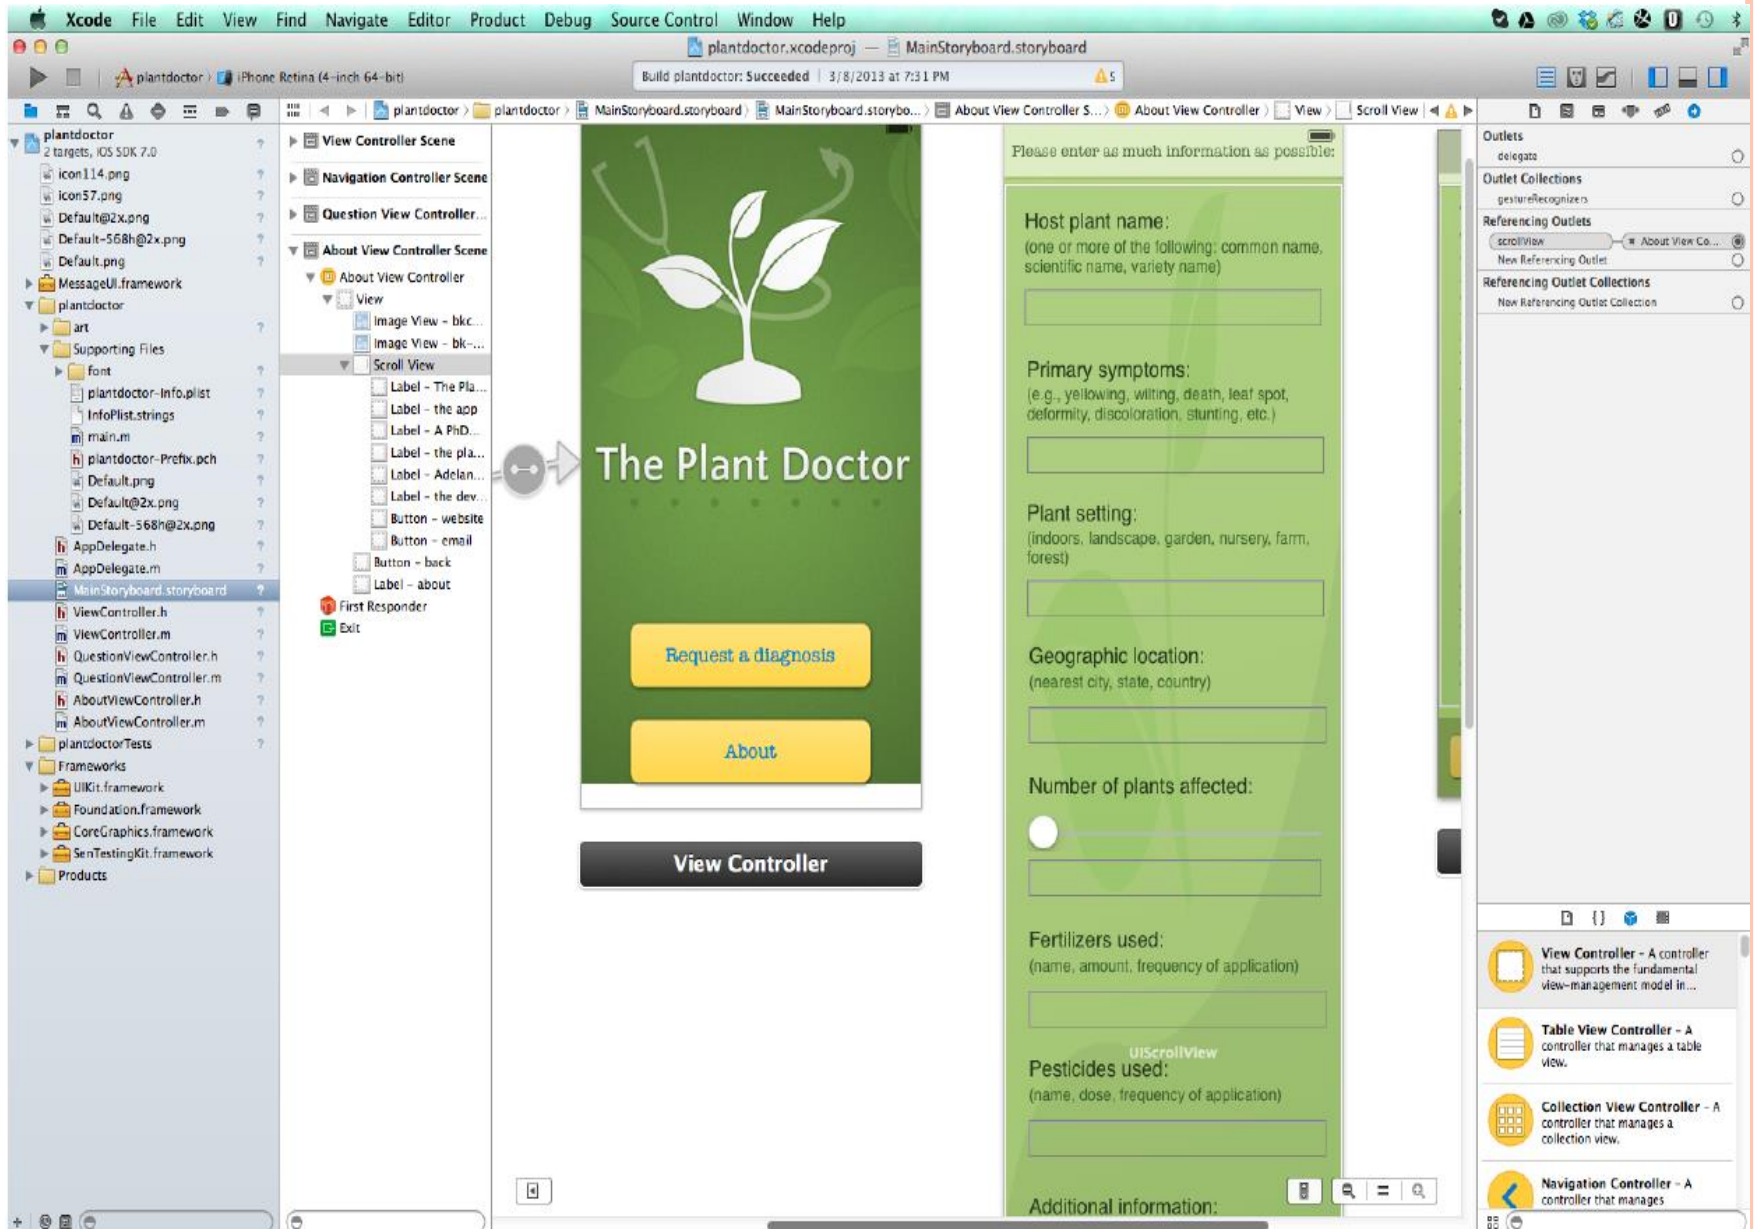 Xcode File Edit View Find Navigate Editor Product Debug Source Control Window Help
plantdoctor.xcodeproj — MainStoryboard.storyboard
plantdoctor iPhone Retina (4-inch 64-bit)
Build plantdoctor: Succeeded | 3/8/2013 at 7:31 PM 5
plantdoctor plantdoctor MainStoryboard.storyboard MainStoryboard.storybo... About View Controller S... About View Controller View Scroll View
plantdoctor
2 targets, iOS SDK 7.0
icon114.png
icon57.png
Default@2x.png
Default-568h@2x.png
Default.png
MessageUI.framework
plantdoctor
art
Supporting Files
font
plantdoctor-Info.plist
InfoPlist.strings
main.m
plantdoctor-Prefix.pch
Default.png
Default@2x.png
Default-568h@2x.png
AppDelegate.h
AppDelegate.m
MainStoryboard.storyboard
ViewController.h
ViewController.m
QuestionViewController.h
QuestionViewController.m
AboutViewController.h
AboutViewController.m
plantdoctorTests
Frameworks
UIKit.framework
Foundation.framework
CoreGraphics.framework
SenTestingKit.framework
Products
View Controller Scene
Navigation Controller Scene
Question View Controller...
About View Controller Scene
About View Controller
View
Image View - bkc...
Image View - bk-...
Scroll View
Label - The Pla...
Label - the app
Label - A PhD...
Label - the pla...
Label - Adelan...
Label - the dev...
Button - website
Button - email
Button - back
Label - about
First Responder
Exit
The Plant Doctor
Request a diagnosis
About
View Controller
Please enter as much information as possible:
Host plant name:
(one or more of the following: common name,
scientific name, variety name)
Primary symptoms:
(e.g., yellowing, wilting, death, leaf spot,
deformity, discoloration, stunting, etc.)
Plant setting:
(indoors, landscape, garden, nursery, farm,
forest)
Geographic location:
(nearest city, state, country)
Number of plants affected:
Fertilizers used:
(name, amount, frequency of application)
UIScrollView
Pesticides used:
(name, dose, frequency of application)
Additional information:
Outlets
delegate
Outlet Collections
gestureRecognizers
Referencing Outlets
scrollView About View Co...
New Referencing Outlet
Referencing Outlet Collections
New Referencing Outlet Collection
View Controller - A controller
that supports the fundamental
view-management model in...
Table View Controller - A
controller that manages a table
view.
Collection View Controller - A
controller that manages a
collection view.
Navigation Controller - A
controller that manages